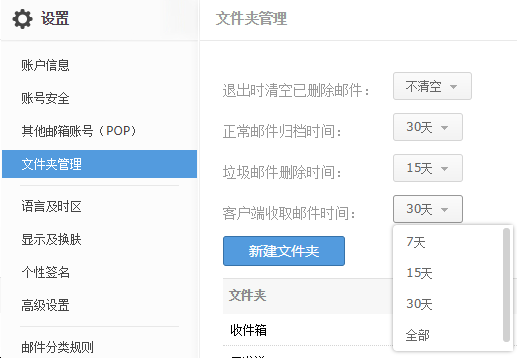 设置
账户信息
账号安全
其他邮箱账号（POP）
文件夹管理
语言及时区
显示及换肤
个性签名
高级设置
邮件分类规则
文件夹管理
退出时清空已删除邮件： 不清空
正常邮件归档时间： 30天
垃圾邮件删除时间： 15天
客户端收取邮件时间： 30天
7天
15天
30天
全部
新建文件夹
文件夹
收件箱